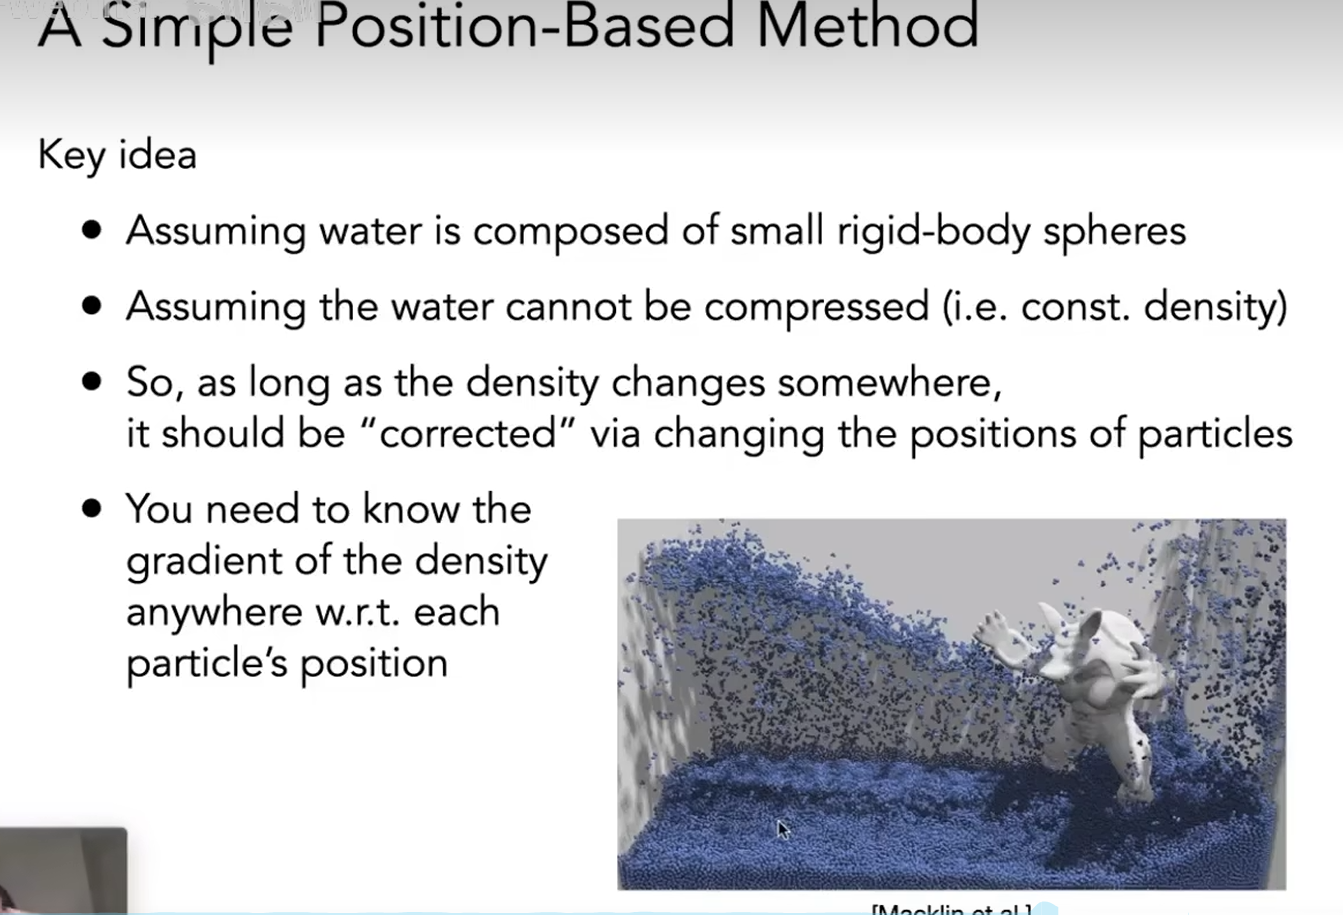 A Simple Position-Based Method
Key idea
● Assuming water is composed of small rigid-body spheres
● Assuming the water cannot be compressed (i.e. const. density)
● So, as long as the density changes somewhere,
it should be “corrected” via changing the positions of particles
● You need to know the
gradient of the density
anywhere w.r.t. each
particle’s position
[Macklin et al.]